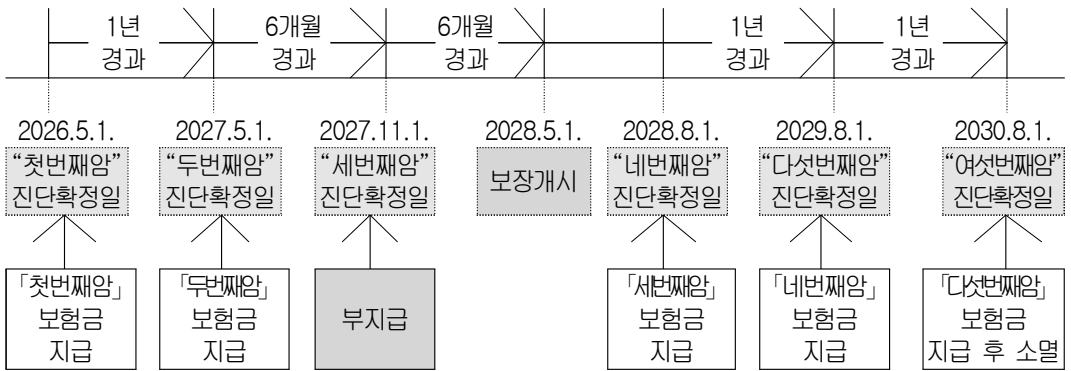 1년 6개월 6개월 1년 1년
경과 경과 경과 경과 경과
2026.5.1. 2027.5.1. 2027.11.1. 2028.5.1. 2028.8.1. 2029.8.1. 2030.8.1.
“첫번째암” “두번째암” “세번째암” 보장개시 “네번째암” “다섯번째암” “여섯번째암”
진단확정일 진단확정일 진단확정일 진단확정일 진단확정일 진단확정일
「첫번째암」 「두번째암」 부지급 「세번째암」 「네번째암」 「다섯번째암」
보험금 보험금 보험금 보험금 보험금
지급 지급 지급 지급 지급 후 소멸